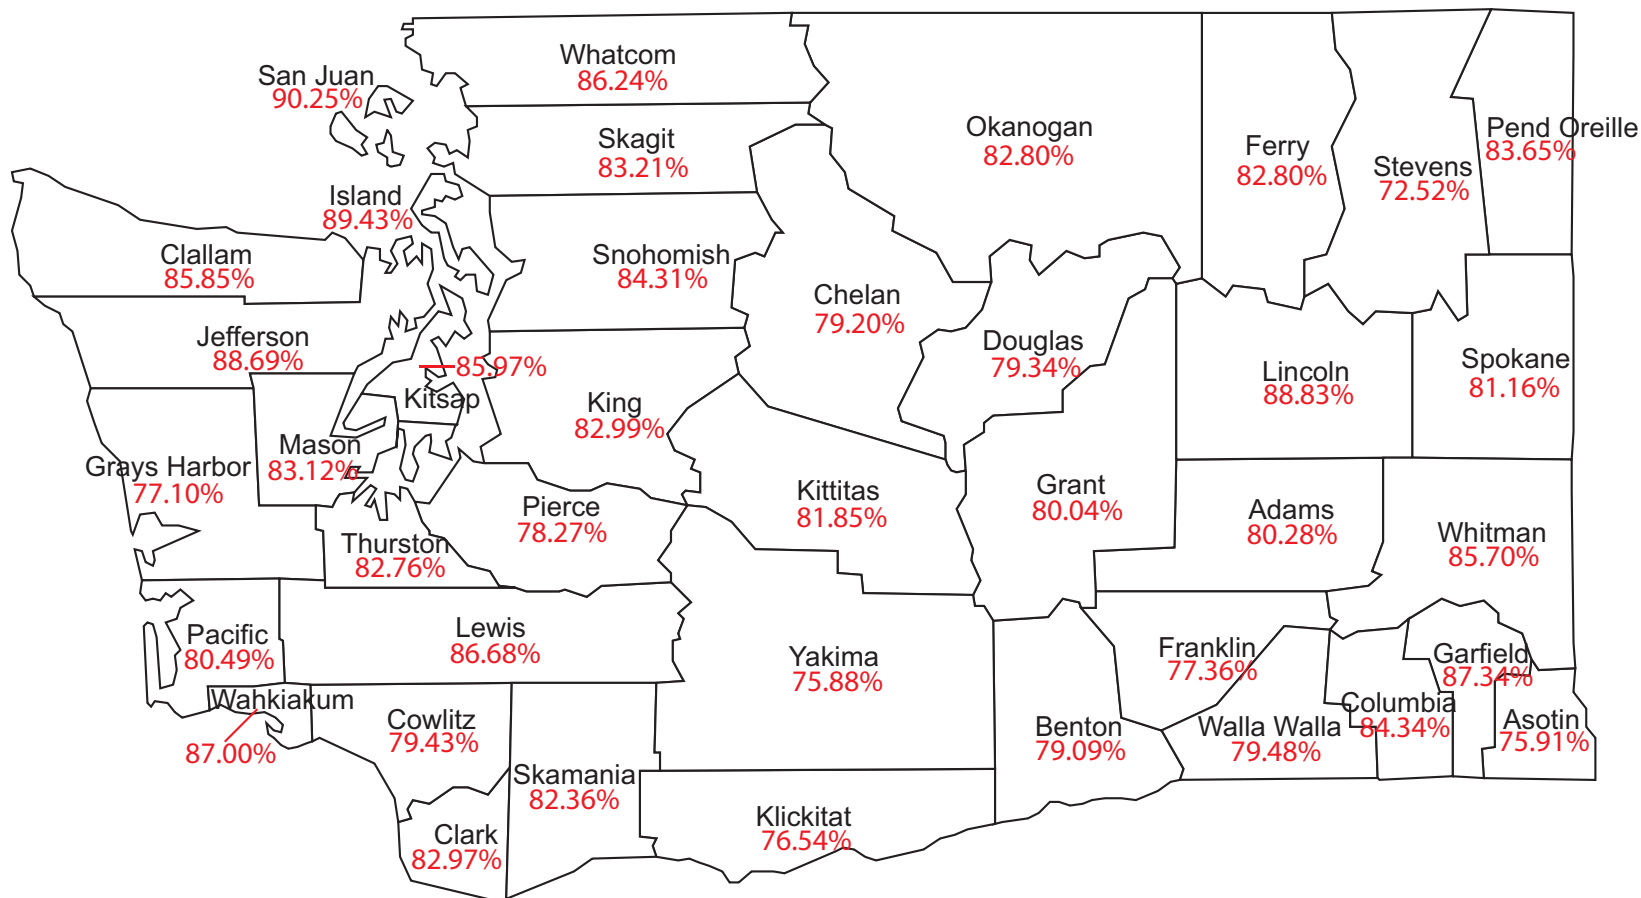 Whatcom
86.24%
San Juan
90.25%
Skagit
83.21%
Okanogan
82.80%
Ferry
82.80%
Stevens
72.52%
Pend Oreille
83.65%
Island
89.43%
Clallam
85.85%
Snohomish
84.31%
Chelan
79.20%
Jefferson
88.69%
Douglas
79.34%
85.97%
Kitsap
King
82.99%
Lincoln
88.83%
Spokane
81.16%
Grays Harbor
77.10%
Mason
83.12%
Pierce
78.27%
Kittitas
81.85%
Grant
80.04%
Adams
80.28%
Whitman
85.70%
Thurston
82.76%
Pacific
80.49%
Lewis
86.68%
Yakima
75.88%
Franklin
77.36%
Garfield
87.34%
Wahkiakum
87.00%
Cowlitz
79.43%
Benton
79.09%
Walla Walla
79.48%
Columbia
84.34%
Asotin
75.91%
Skamania
82.36%
Klickitat
76.54%
Clark
82.97%